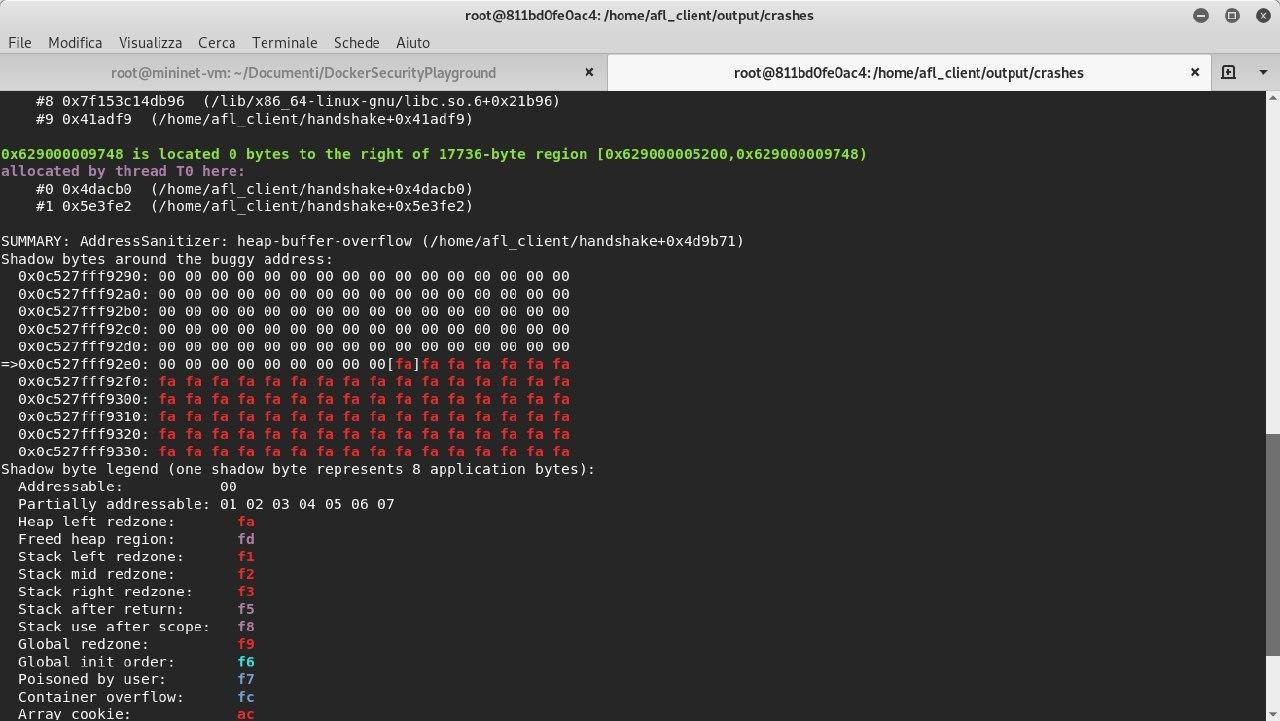 root@811bd0fe0ac4: /home/afl_client/output/crashes
File Modifica Visualizza Cerca Terminale Schede Aiuto
root@mininet-vm: ~/Documenti/DockerSecurityPlayground × root@811bd0fe0ac4: /home/afl_client/output/crashes ×
#8 0x7f153c14db96 (/lib/x86_64-linux-gnu/libc.so.6+0x21b96)
#9 0x41adf9 (/home/afl_client/handshake+0x41adf9)
0x629000009748 is located 0 bytes to the right of 17736-byte region [0x629000005200,0x629000009748)
allocated by thread T0 here:
#0 0x4dacb0 (/home/afl_client/handshake+0x4dacb0)
#1 0x5e3fe2 (/home/afl_client/handshake+0x5e3fe2)
SUMMARY: AddressSanitizer: heap-buffer-overflow (/home/afl_client/handshake+0x4d9b71)
Shadow bytes around the buggy address:
0x0c527fff9290: 00 00 00 00 00 00 00 00 00 00 00 00 00 00 00 00
0x0c527fff92a0: 00 00 00 00 00 00 00 00 00 00 00 00 00 00 00 00
0x0c527fff92b0: 00 00 00 00 00 00 00 00 00 00 00 00 00 00 00 00
0x0c527fff92c0: 00 00 00 00 00 00 00 00 00 00 00 00 00 00 00 00
0x0c527fff92d0: 00 00 00 00 00 00 00 00 00 00 00 00 00 00 00 00
=>0x0c527fff92e0: 00 00 00 00 00 00 00 00 00[fa]fa fa fa fa fa fa
0x0c527fff92f0: fa fa fa fa fa fa fa fa fa fa fa fa fa fa fa fa
0x0c527fff9300: fa fa fa fa fa fa fa fa fa fa fa fa fa fa fa fa
0x0c527fff9310: fa fa fa fa fa fa fa fa fa fa fa fa fa fa fa fa
0x0c527fff9320: fa fa fa fa fa fa fa fa fa fa fa fa fa fa fa fa
0x0c527fff9330: fa fa fa fa fa fa fa fa fa fa fa fa fa fa fa fa
Shadow byte legend (one shadow byte represents 8 application bytes):
Addressable: 00
Partially addressable: 01 02 03 04 05 06 07
Heap left redzone: fa
Freed heap region: fd
Stack left redzone: f1
Stack mid redzone: f2
Stack right redzone: f3
Stack after return: f5
Stack use after scope: f8
Global redzone: f9
Global init order: f6
Poisoned by user: f7
Container overflow: fc
Array cookie: ac